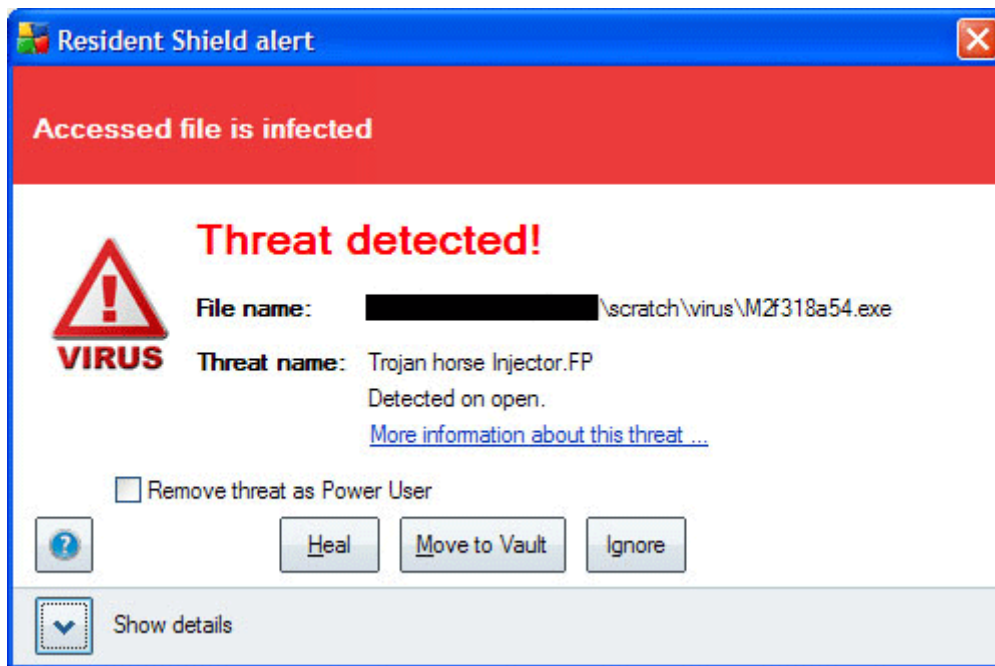 Resident Shield alert
Accessed file is infected
Threat detected!
File name: \scratch\virus\M2f318a54.exe
VIRUS
Threat name: Trojan horse Injector.FP
Detected on open.
More information about this threat ...
Remove threat as Power User
? Heal Move to Vault Ignore
Show details